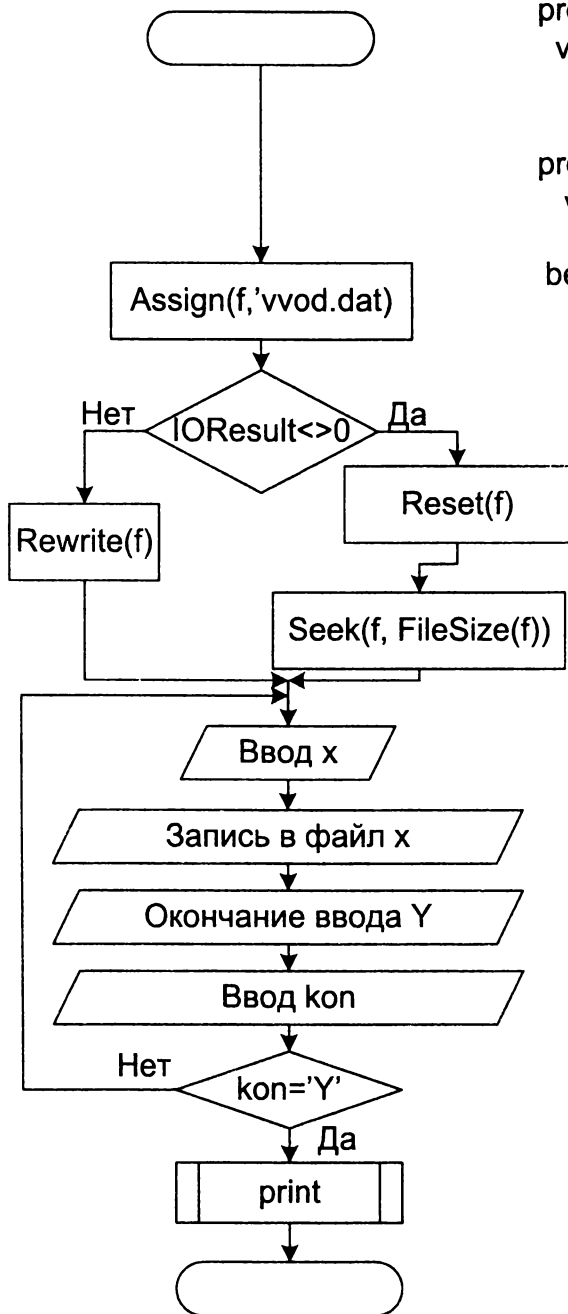 Assign(f,'vvod.dat)
Нет
IOResult<>0
Да
Rewrite(f)
Reset(f)
Seek(f, FileSize(f))
Ввод x
Запись в файл x
Окончание ввода Y
Ввод kon
Нет
kon='Y'
Да
print